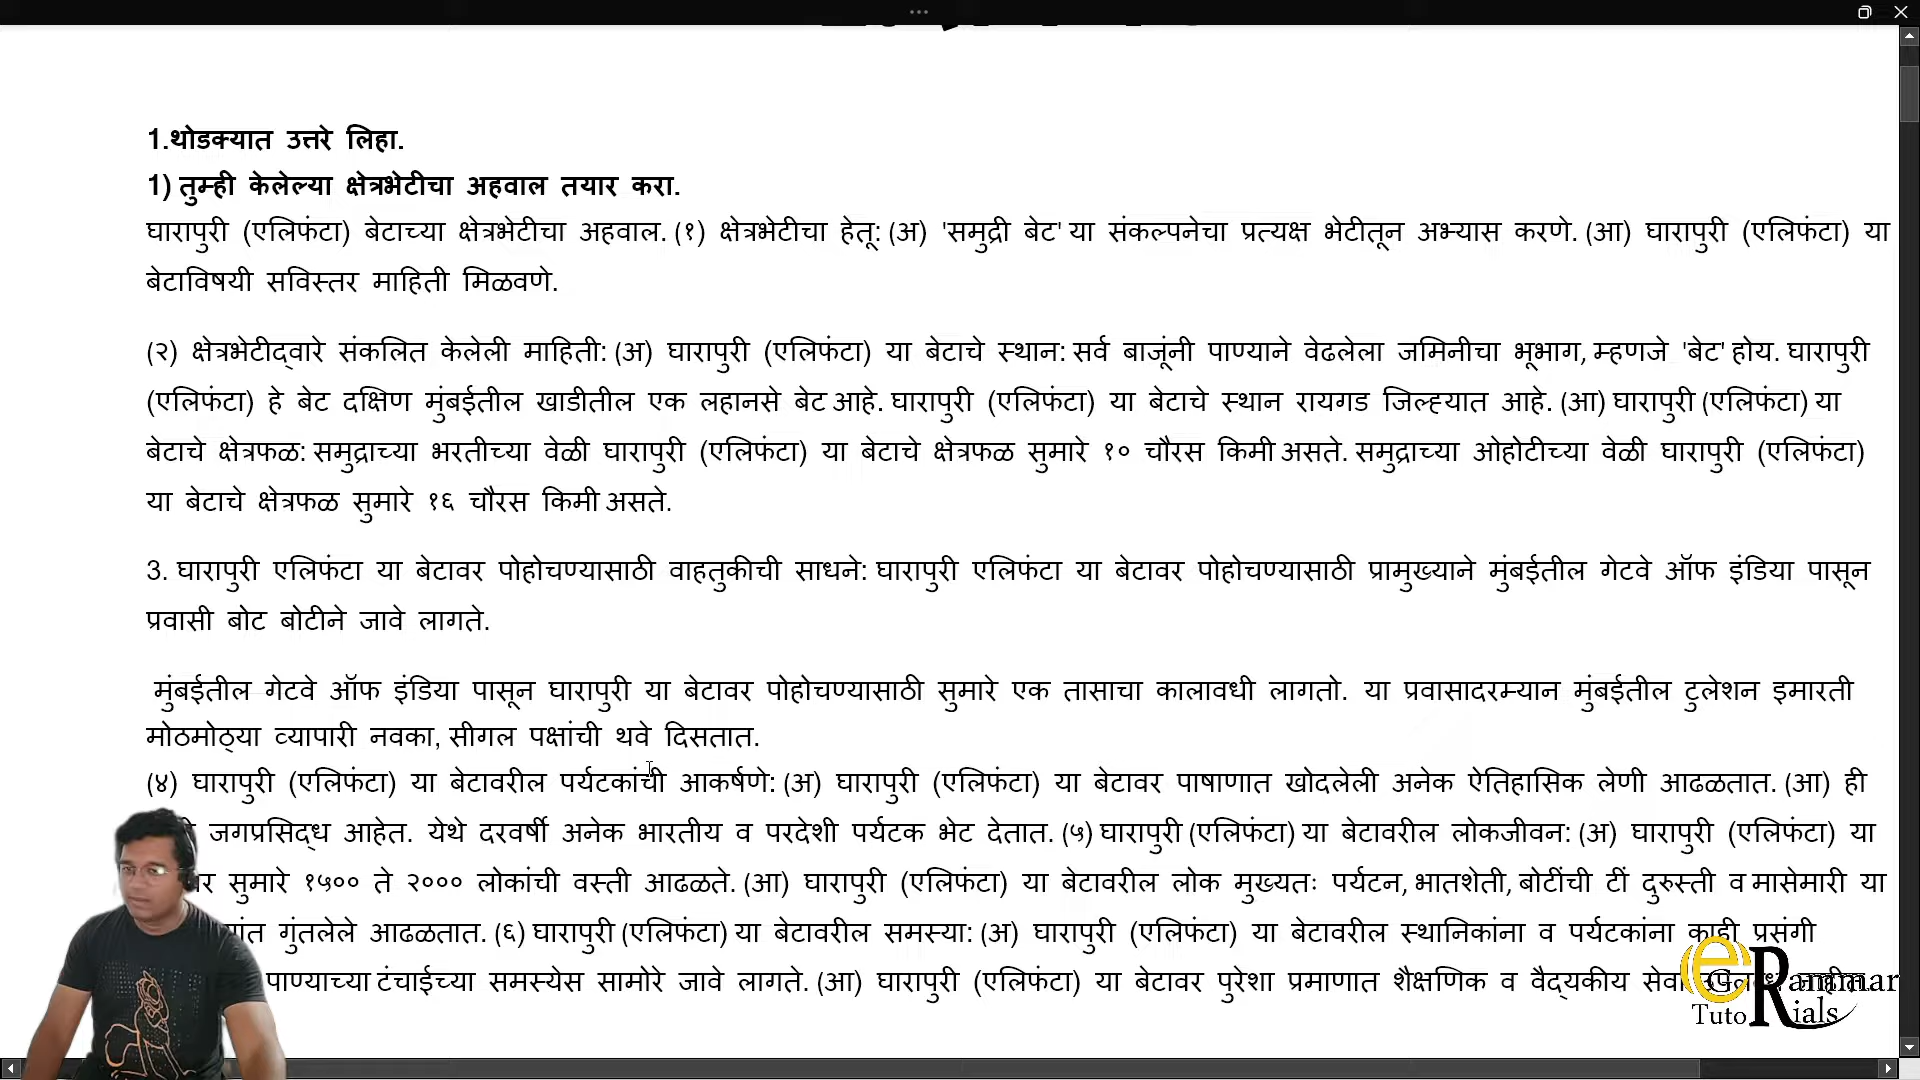 1.थोडक्यात उत्तरे लिहा.
1) तुम्ही केलेल्या क्षेत्रभेटीचा अहवाल तयार करा.
घारापुरी (एलिफंटा) बेटाच्या क्षेत्रभेटीचा अहवाल. (१) क्षेत्रभेटीचा हेतू: (अ) 'समुद्री बेट' या संकल्पनेचा प्रत्यक्ष भेटीतून अभ्यास करणे. (आ) घारापुरी (एलिफंटा) या
बेटाविषयी सविस्तर माहिती मिळवणे.
(२) क्षेत्रभेटीद्वारे संकलित केलेली माहिती: (अ) घारापुरी (एलिफंटा) या बेटाचे स्थान: सर्व बाजूंनी पाण्याने वेढलेला जमिनीचा भूभाग, म्हणजे 'बेट' होय. घारापुरी
(एलिफंटा) हे बेट दक्षिण मुंबईतील खाडीतील एक लहानसे बेट आहे. घारापुरी (एलिफंटा) या बेटाचे स्थान रायगड जिल्ह्यात आहे. (आ) घारापुरी (एलिफंटा) या
बेटाचे क्षेत्रफळ: समुद्राच्या भरतीच्या वेळी घारापुरी (एलिफंटा) या बेटाचे क्षेत्रफळ सुमारे १० चौरस किमी असते. समुद्राच्या ओहोटीच्या वेळी घारापुरी (एलिफंटा)
या बेटाचे क्षेत्रफळ सुमारे १६ चौरस किमी असते.
3. घारापुरी एलिफंटा या बेटावर पोहोचण्यासाठी वाहतुकीची साधने: घारापुरी एलिफंटा या बेटावर पोहोचण्यासाठी प्रामुख्याने मुंबईतील गेटवे ऑफ इंडिया पासून
प्रवासी बोट बोटीने जावे लागते.
मुंबईतील गेटवे ऑफ इंडिया पासून घारापुरी या बेटावर पोहोचण्यासाठी सुमारे एक तासाचा कालावधी लागतो. या प्रवासादरम्यान मुंबईतील टुलेशन इमारती
मोठमोठ्या व्यापारी नवका, सीगल पक्षांची थवे दिसतात.
(४) घारापुरी (एलिफंटा) या बेटावरील पर्यटकांची आकर्षणे: (अ) घारापुरी (एलिफंटा) या बेटावर पाषाणात खोदलेली अनेक ऐतिहासिक लेणी आढळतात. (आ) ही
जगप्रसिद्ध आहेत. येथे दरवर्षी अनेक भारतीय व परदेशी पर्यटक भेट देतात. (५) घारापुरी (एलिफंटा) या बेटावरील लोकजीवन: (अ) घारापुरी (एलिफंटा) या
सुमारे १५०० ते २००० लोकांची वस्ती आढळते. (आ) घारापुरी (एलिफंटा) या बेटावरील लोक मुख्यतः पर्यटन, भातशेती, बोटींची टीं दुरुस्ती व मासेमारी या
गुंतलेले आढळतात. (६) घारापुरी (एलिफंटा) या बेटावरील समस्या: (अ) घारापुरी (एलिफंटा) या बेटावरील स्थानिकांना व पर्यटकांना काही प्रसंगी
पाण्याच्या टंचाईच्या समस्येस सामोरे जावे लागते. (आ) घारापुरी (एलिफंटा) या बेटावर पुरेशा प्रमाणात शैक्षणिक व वैद्यकीय सेवा
e Grammar
TutoRials